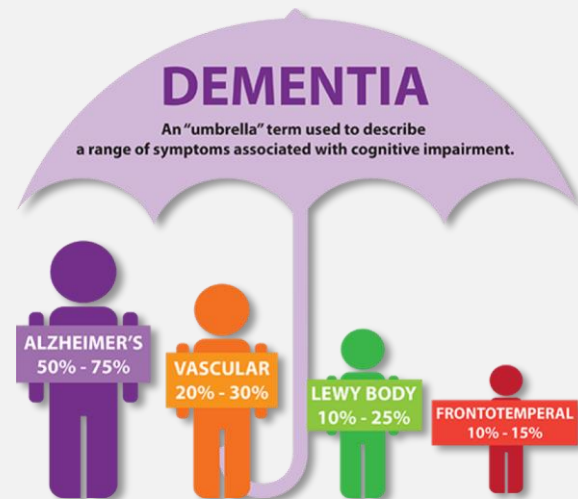 DEMENTIA
An "umbrella" term used to describe
a range of symptoms associated with cognitive impairment.
ALZHEIMER'S
50% - 75%
VASCULAR
20% - 30%
LEWY BODY
10% - 25%
FRONTOTEMPERAL
10% - 15%